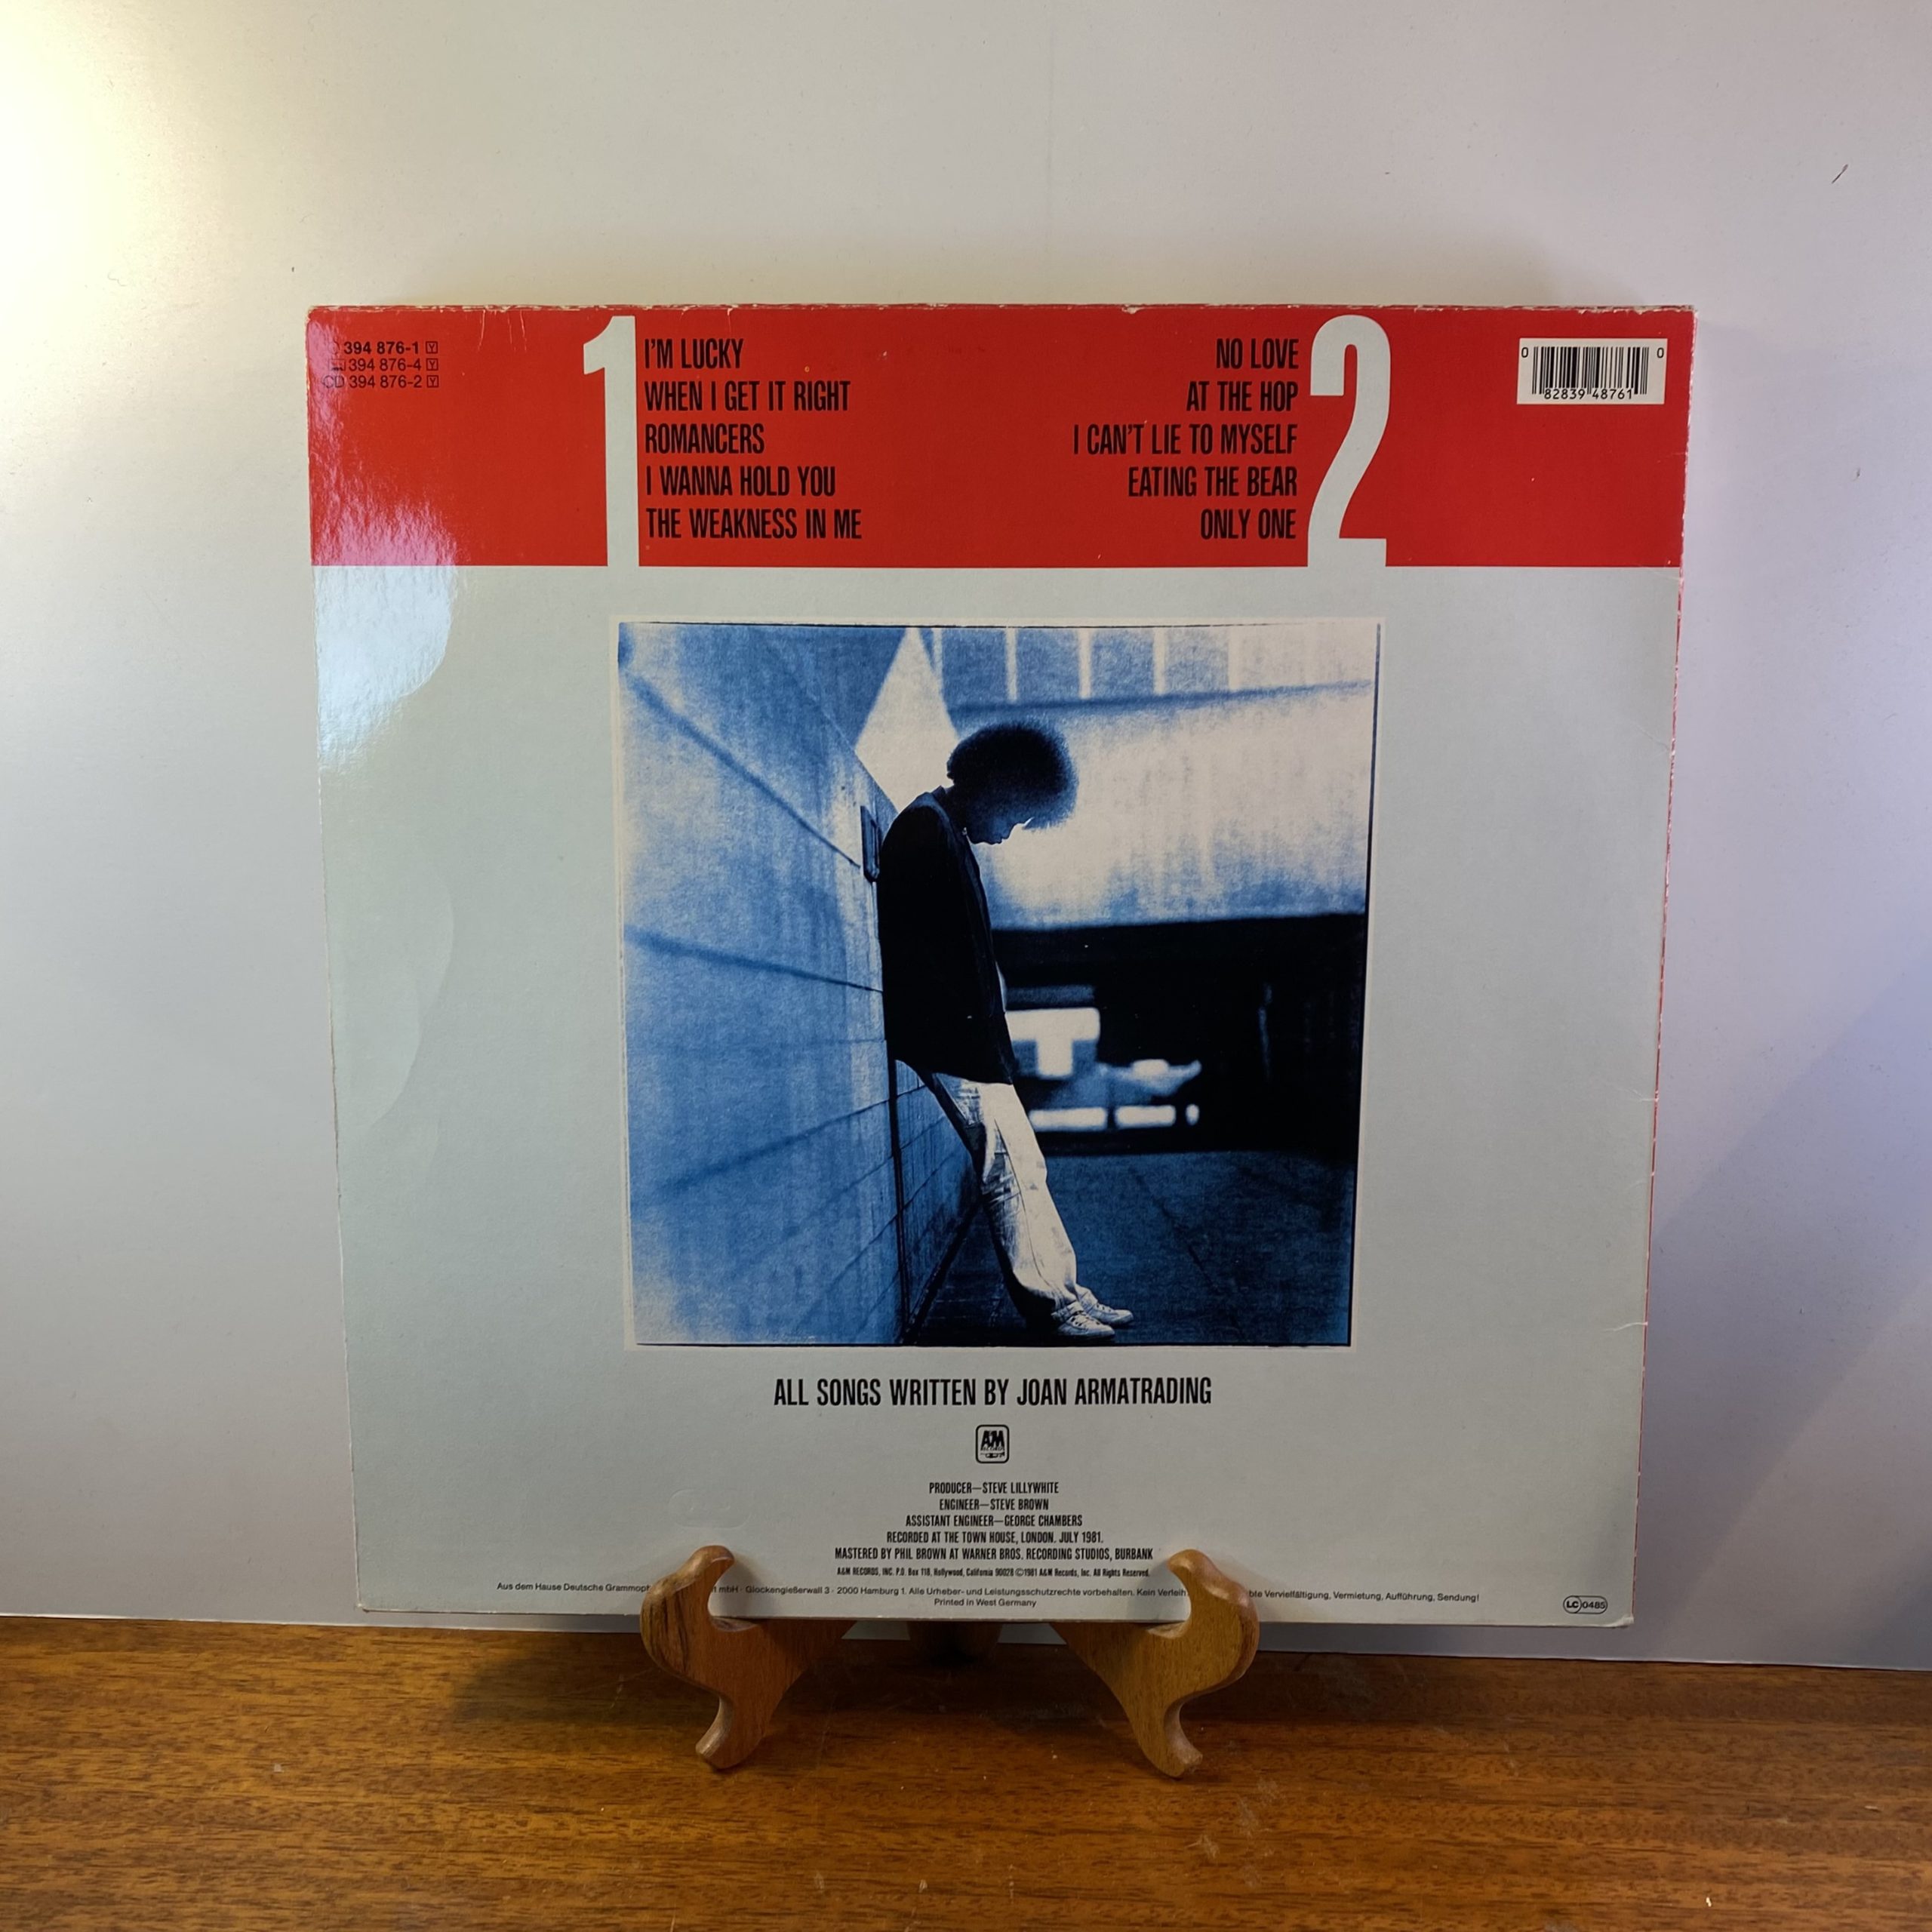 394 876-1 Y
394 876-4 Y
CD 394 876-2 Y
1
I'M LUCKY
WHEN I GET IT RIGHT
ROMANCERS
I WANNA HOLD YOU
THE WEAKNESS IN ME
NO LOVE
AT THE HOP
I CAN'T LIE TO MYSELF
EATING THE BEAR
ONLY ONE
2
0 82839 48761 0
ALL SONGS WRITTEN BY JOAN ARMATRADING
A&M
RECORDS
PRODUCER—STEVE LILLYWHITE
ENGINEER—STEVE BROWN
ASSISTANT ENGINEER—GEORGE CHAMBERS
RECORDED AT THE TOWN HOUSE, LONDON. JULY 1981.
MASTERED BY PHIL BROWN AT WARNER BROS. RECORDING STUDIOS, BURBANK
A&M RECORDS, INC. P.O. Box 118, Hollywood, California 90028 ©1981 A&M Records, Inc. All Rights Reserved.
Aus dem Hause Deutsche mbH · Glockengießerwall 3 · 2000 Hamburg 1. Alle Urheber- und Leistungsschutzrechte vorbehalten. Kein Vervielfältigung, Vermietung, Aufführung, Sendung!
Printed in West Germany
LC 0485